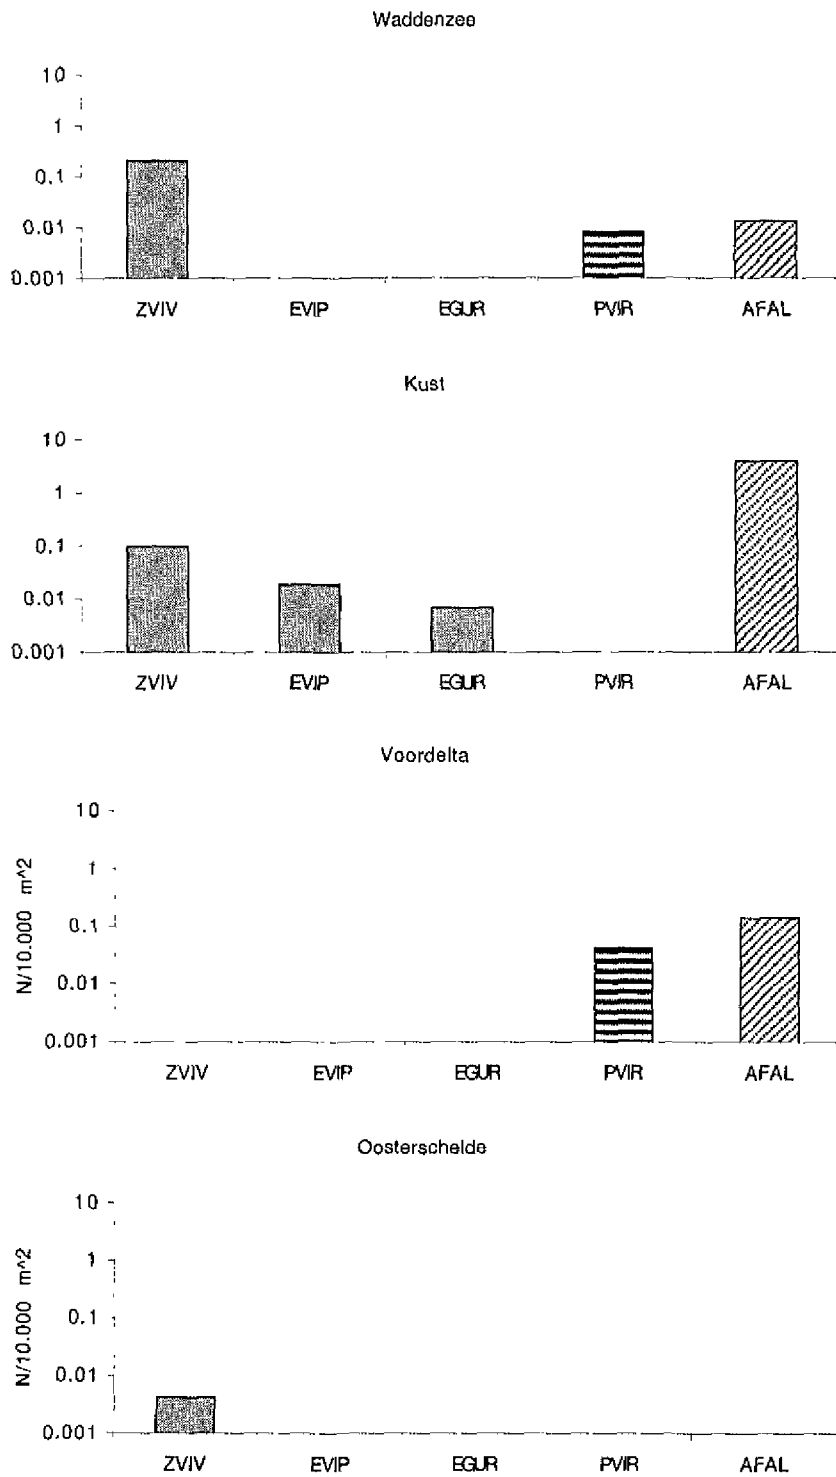 Waddenzee
10
1
0.1
0.01
0.001
ZVIV EVIP EGUR PVIR AFAL
Kust
10
1
0.1
0.01
0.001
ZVIV EVIP EGUR PVIR AFAL
Voordelta
N/10.000 m^2
10
1
0.1
0.01
0.001
ZVIV EVIP EGUR PVIR AFAL
Oosterschelde
N/10.000 m^2
10
1
0.1
0.01
0.001
ZVIV EVIP EGUR PVIR AFAL